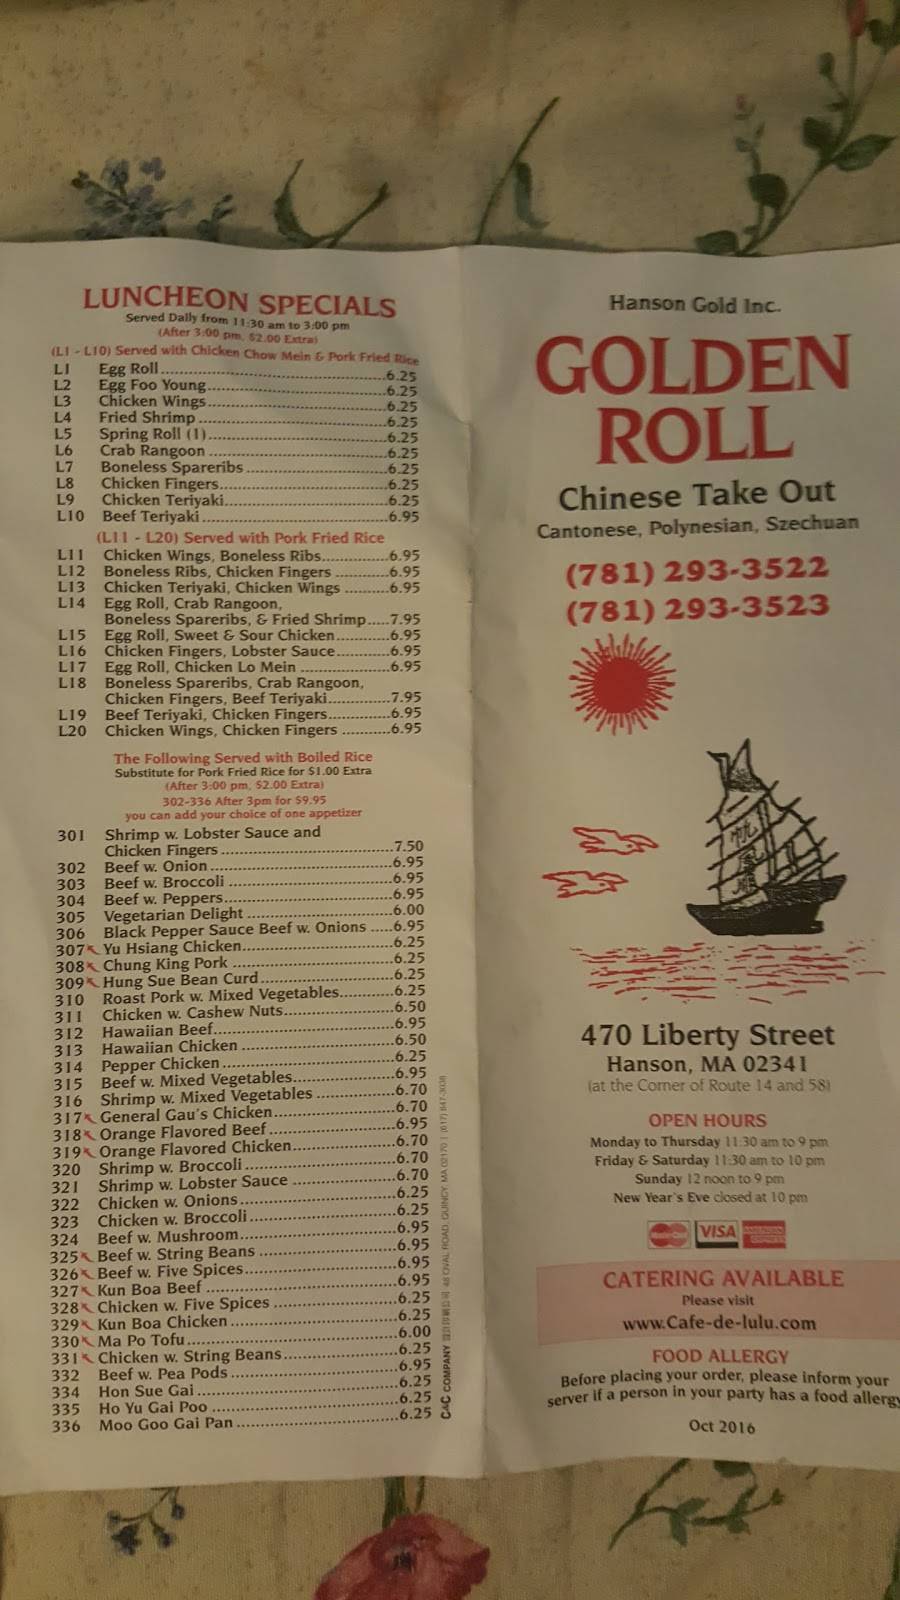 LUNCHEON SPECIALS
Served Daily from 11:30 am to 3:00 pm
(After 3:00 pm, $2.00 Extra)
(L1 - L10) Served with Chicken Chow Mein & Pork Fried Rice
L1 Egg Roll 6.25
L2 Egg Foo Young 6.25
L3 Chicken Wings 6.25
L4 Fried Shrimp 6.25
L5 Spring Roll (1) 6.25
L6 Crab Rangoon 6.25
L7 Boneless Spareribs 6.25
L8 Chicken Fingers 6.25
L9 Chicken Teriyaki 6.25
L10 Beef Teriyaki 6.95
(L11 - L20) Served with Pork Fried Rice
L11 Chicken Wings, Boneless Ribs 6.95
L12 Boneless Ribs, Chicken Fingers 6.95
L13 Chicken Teriyaki, Chicken Wings 6.95
L14 Egg Roll, Crab Rangoon,
Boneless Spareribs, & Fried Shrimp 7.95
L15 Egg Roll, Sweet & Sour Chicken 6.95
L16 Chicken Fingers, Lobster Sauce 6.95
L17 Egg Roll, Chicken Lo Mein 6.95
L18 Boneless Spareribs, Crab Rangoon,
Chicken Fingers, Beef Teriyaki 7.95
L19 Beef Teriyaki, Chicken Fingers 6.95
L20 Chicken Wings, Chicken Fingers 6.95
The Following Served with Boiled Rice
Substitute for Pork Fried Rice for $1.00 Extra
(After 3:00 pm, $2.00 Extra)
302-336 After 3pm for $9.95
you can add your choice of one appetizer
301 Shrimp w. Lobster Sauce and
Chicken Fingers 7.50
302 Beef w. Onion 6.95
303 Beef w. Broccoli 6.95
304 Beef w. Peppers 6.95
305 Vegetarian Delight 6.00
306 Black Pepper Sauce Beef w. Onions 6.95
307 Yu Hsiang Chicken 6.25
308 Chung King Pork 6.25
309 Hung Sue Bean Curd 6.25
310 Roast Pork w. Mixed Vegetables 6.25
311 Chicken w. Cashew Nuts 6.50
312 Hawaiian Beef 6.95
313 Hawaiian Chicken 6.50
314 Pepper Chicken 6.25
315 Beef w. Mixed Vegetables 6.95
316 Shrimp w. Mixed Vegetables 6.70
317 General Gau's Chicken 6.70
318 Orange Flavored Beef 6.95
319 Orange Flavored Chicken 6.70
320 Shrimp w. Broccoli 6.70
321 Shrimp w. Lobster Sauce 6.70
322 Chicken w. Onions 6.25
323 Chicken w. Broccoli 6.25
324 Beef w. Mushroom 6.95
325 Beef w. String Beans 6.95
326 Beef w. Five Spices 6.95
327 Kun Boa Beef 6.95
328 Chicken w. Five Spices 6.25
329 Kun Boa Chicken 6.25
330 Ma Po Tofu 6.00
331 Chicken w. String Beans 6.25
332 Beef w. Pea Pods 6.95
334 Hon Sue Gai 6.25
335 Ho Yu Gai Poo 6.25
336 Moo Goo Gai Pan 6.25
C&C COMPANY 48 OVAL ROAD, QUINCY, MA 02170 | (617) 847-3008
Hanson Gold Inc.
GOLDEN
ROLL
Chinese Take Out
Cantonese, Polynesian, Szechuan
(781) 293-3522
(781) 293-3523
470 Liberty Street
Hanson, MA 02341
(at the Corner of Route 14 and 58)
OPEN HOURS
Monday to Thursday 11:30 am to 9 pm
Friday & Saturday 11:30 am to 10 pm
Sunday 12 noon to 9 pm
New Year's Eve closed at 10 pm
MasterCard VISA AMERICAN EXPRESS
CATERING AVAILABLE
Please visit
www.Cafe-de-lulu.com
FOOD ALLERGY
Before placing your order, please inform your
server if a person in your party has a food allergy
Oct 2016